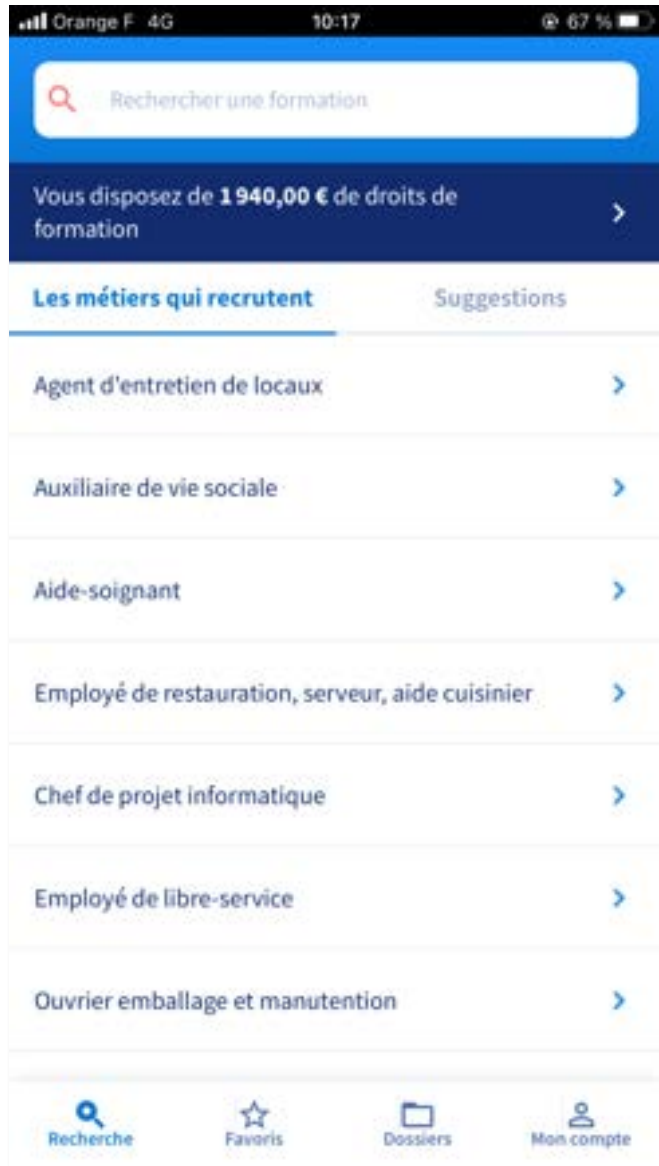 Orange F 4G 10:17 67 %
Rechercher une formation
Vous disposez de 1 940,00 € de droits de
formation
Les métiers qui recrutent Suggestions
Agent d'entretien de locaux
Auxiliaire de vie sociale
Aide-soignant
Employé de restauration, serveur, aide cuisinier
Chef de projet informatique
Employé de libre-service
Ouvrier emballage et manutention
Recherche Favoris Dossiers Mon compte